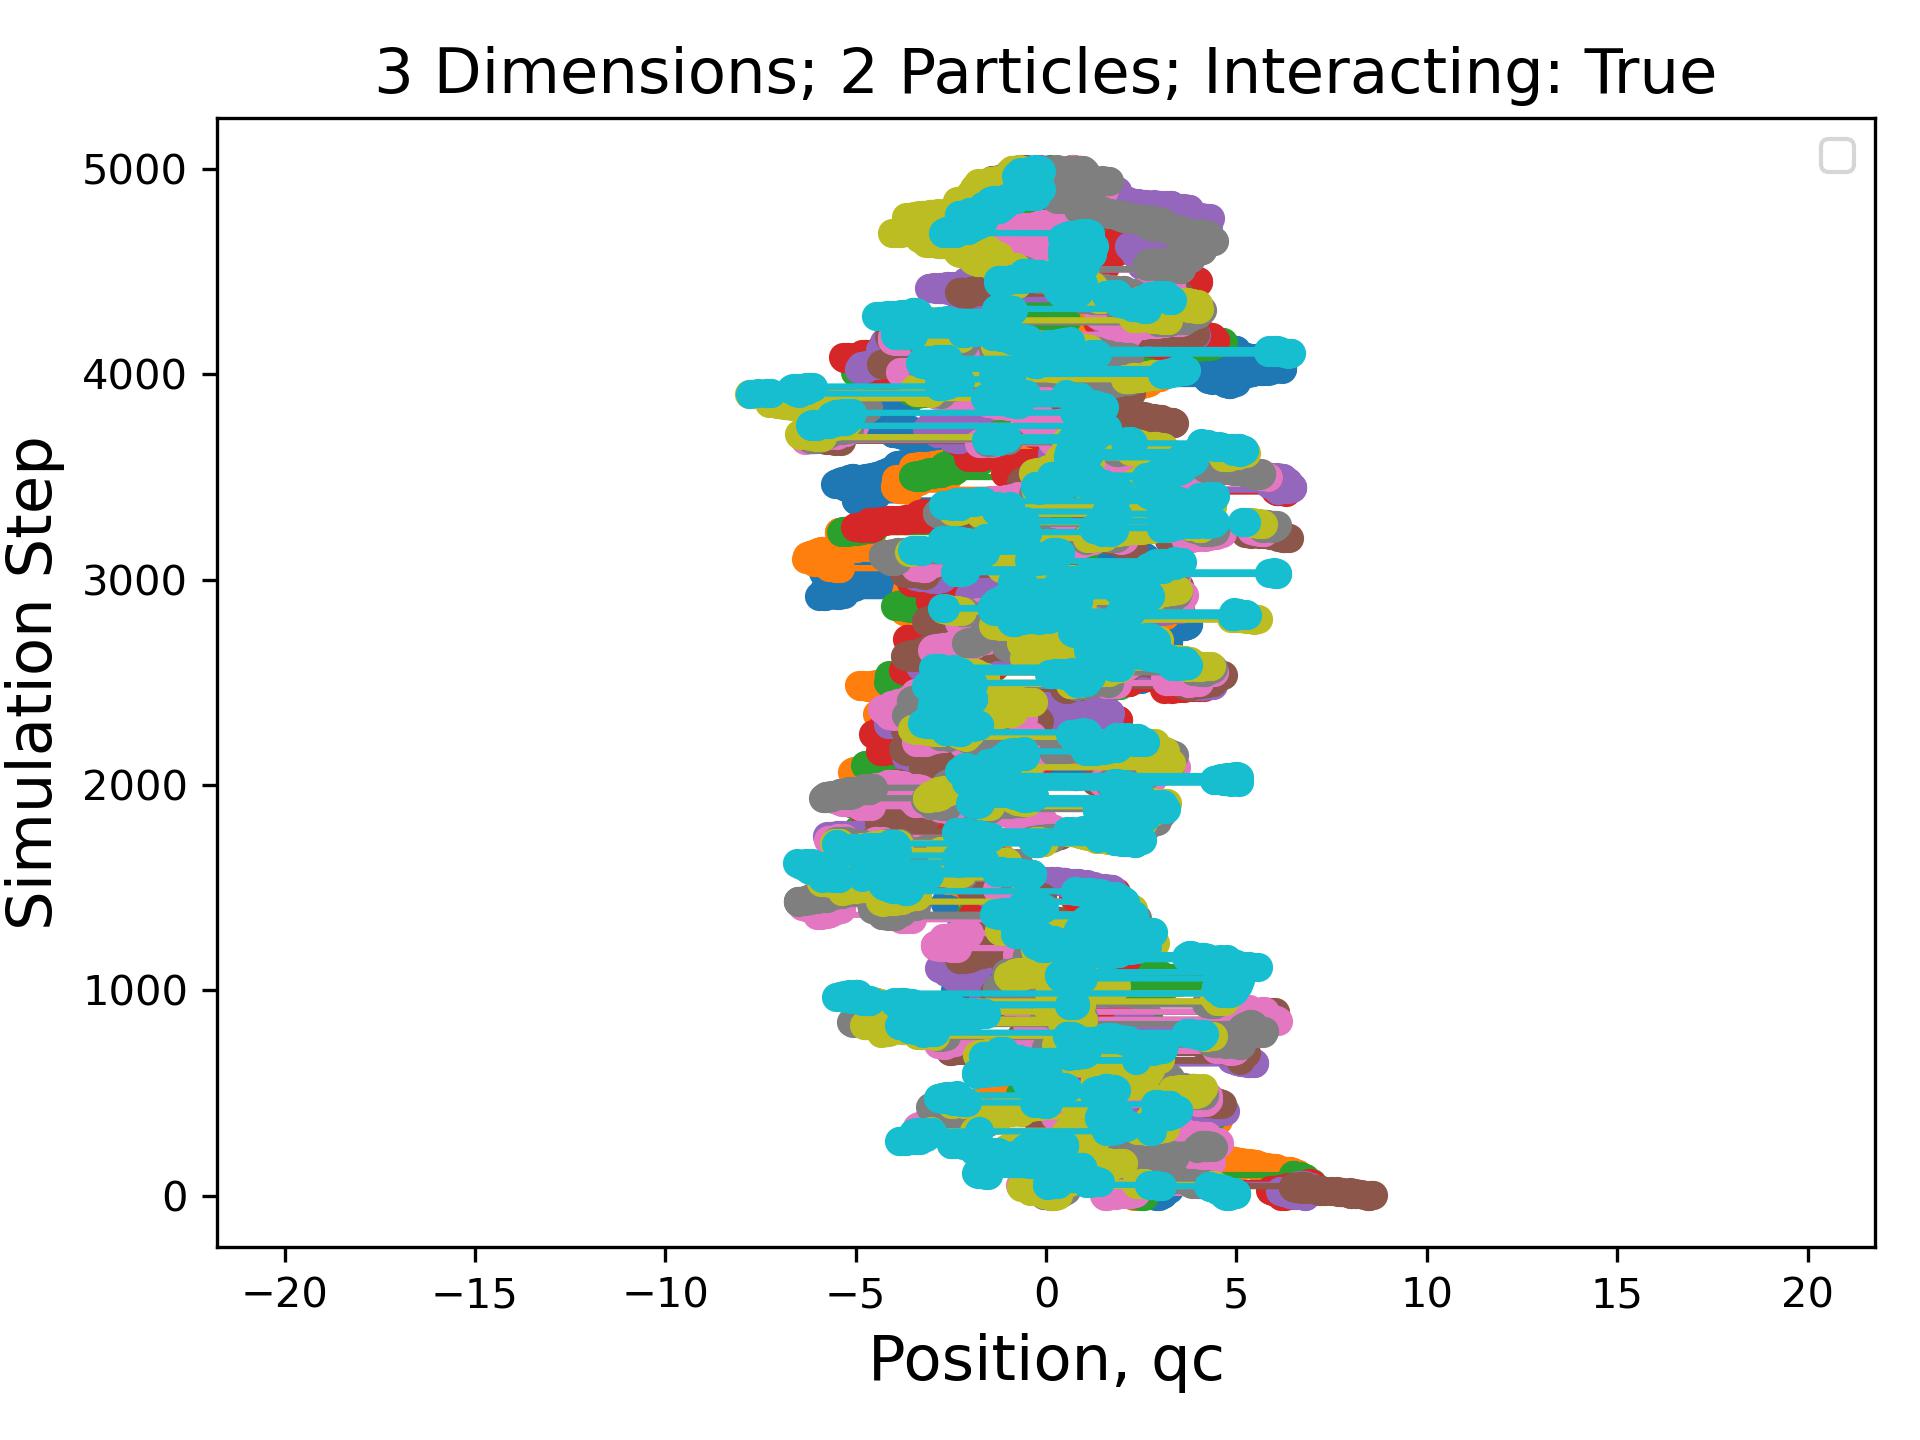 3 Dimensions; 2 Particles; Interacting: True
Simulation Step
5000
4000
3000
2000
1000
0
−20 −15 −10 −5 0 5 10 15 20
Position, qc